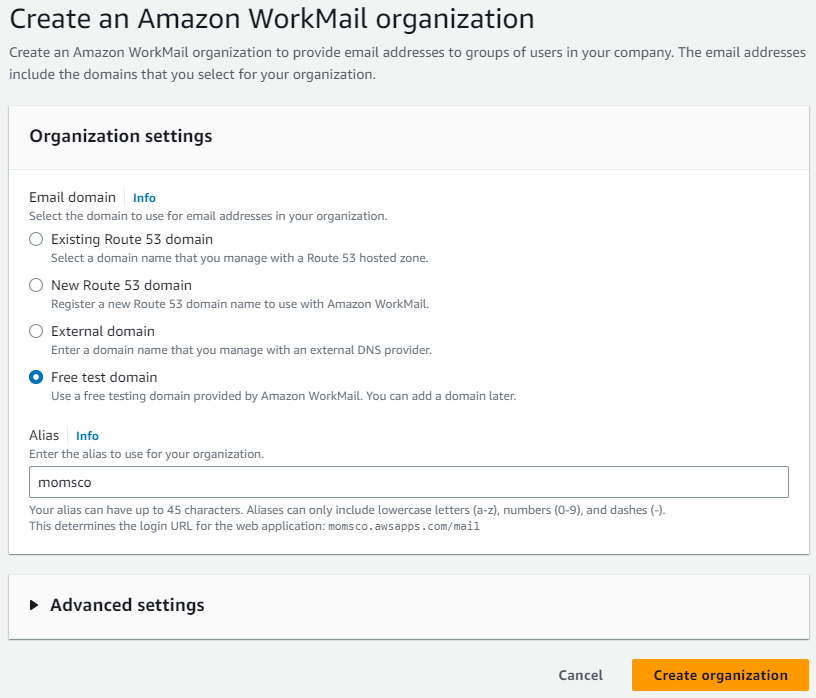 Create an Amazon WorkMail organization
Create an Amazon WorkMail organization to provide email addresses to groups of users in your company. The email addresses
include the domains that you select for your organization.
Organization settings
Email domain Info
Select the domain to use for email addresses in your organization.
Existing Route 53 domain
Select a domain name that you manage with a Route 53 hosted zone.
New Route 53 domain
Register a new Route 53 domain name to use with Amazon WorkMail.
External domain
Enter a domain name that you manage with an external DNS provider.
Free test domain
Use a free testing domain provided by Amazon WorkMail. You can add a domain later.
Alias Info
Enter the alias to use for your organization.
momsco
Your alias can have up to 45 characters. Aliases can only include lowercase letters (a-z), numbers (0-9), and dashes (-).
This determines the login URL for the web application: momsco.awsapps.com/mail
Advanced settings
Cancel Create organization